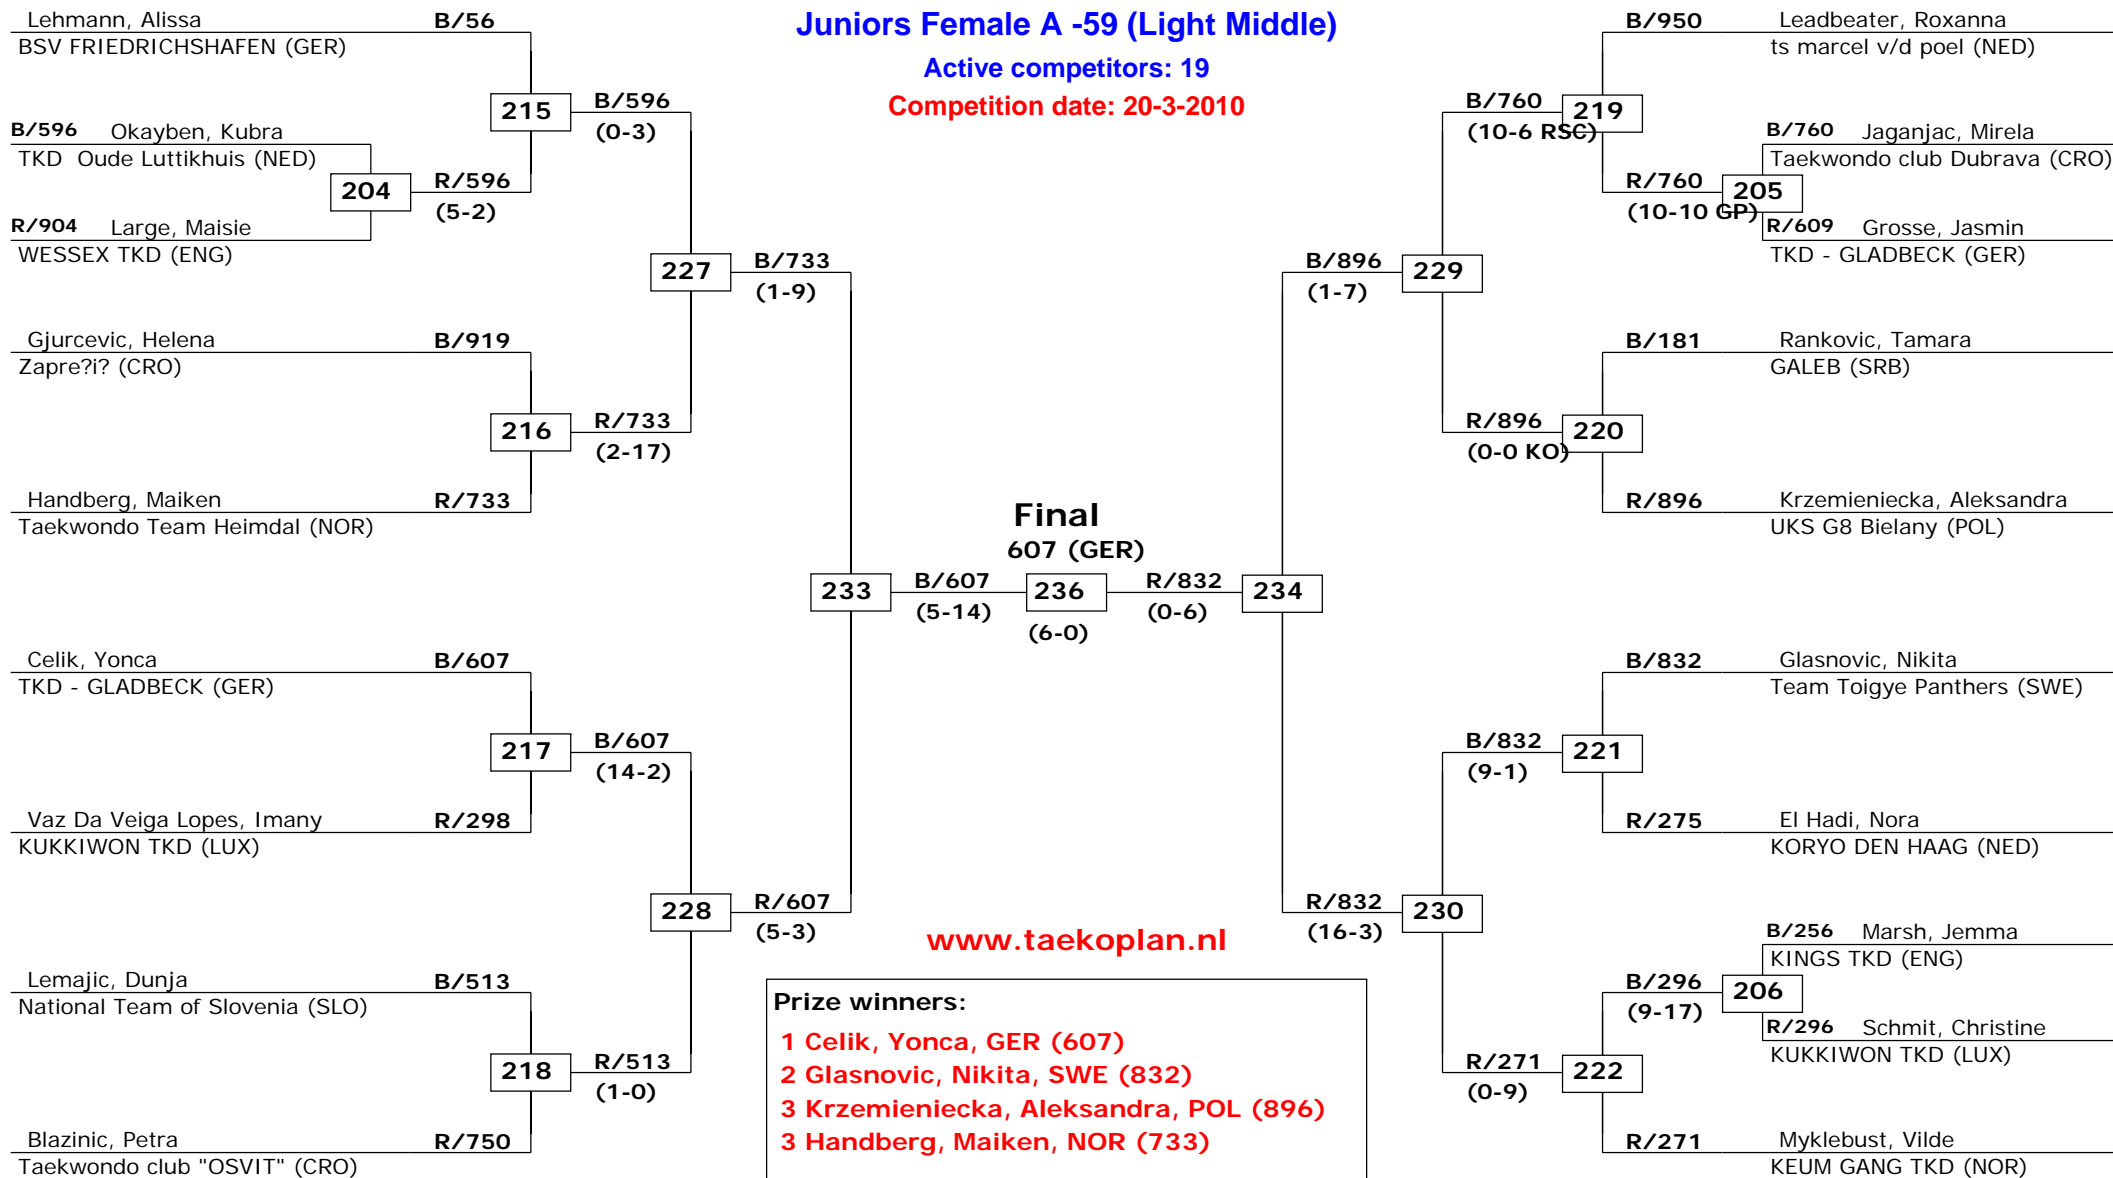 Juniors Female A -59 (Light Middle)
Active competitors: 19
Competition date: 20-3-2010
Lehmann, Alissa B/56
BSV FRIEDRICHSHAFEN (GER)
215
B/596
(0-3)
B/596 Okayben, Kubra
TKD Oude Luttikhuis (NED)
204
R/596
(5-2)
R/904 Large, Maisie
WESSEX TKD (ENG)
227
B/733
(1-9)
Gjurcevic, Helena B/919
Zapre?i? (CRO)
216
R/733
(2-17)
Handberg, Maiken R/733
Taekwondo Team Heimdal (NOR)
233
B/607
(5-14)
Celik, Yonca B/607
TKD - GLADBECK (GER)
217
B/607
(14-2)
Vaz Da Veiga Lopes, Imany R/298
KUKKIWON TKD (LUX)
228
R/607
(5-3)
Lemajic, Dunja B/513
National Team of Slovenia (SLO)
218
R/513
(1-0)
Blazinic, Petra R/750
Taekwondo club "OSVIT" (CRO)
Final
607 (GER)
236
(6-0)
R/832
(0-6)
234
B/950 Leadbeater, Roxanna
ts marcel v/d poel (NED)
B/760
(10-6 RSC)
219
B/760 Jaganjac, Mirela
Taekwondo club Dubrava (CRO)
R/760
(10-10 GP)
205
R/609 Grosse, Jasmin
TKD - GLADBECK (GER)
B/896
(1-7)
229
B/181 Rankovic, Tamara
GALEB (SRB)
R/896
(0-0 KO)
220
R/896 Krzemieniecka, Aleksandra
UKS G8 Bielany (POL)
B/832 Glasnovic, Nikita
Team Toigye Panthers (SWE)
B/832
(9-1)
221
R/275 El Hadi, Nora
KORYO DEN HAAG (NED)
R/832
(16-3)
230
B/256 Marsh, Jemma
KINGS TKD (ENG)
B/296
(9-17)
206
R/296 Schmit, Christine
KUKKIWON TKD (LUX)
R/271
(0-9)
222
R/271 Myklebust, Vilde
KEUM GANG TKD (NOR)
www.taekoplan.nl
Prize winners:
1 Celik, Yonca, GER (607)
2 Glasnovic, Nikita, SWE (832)
3 Krzemieniecka, Aleksandra, POL (896)
3 Handberg, Maiken, NOR (733)